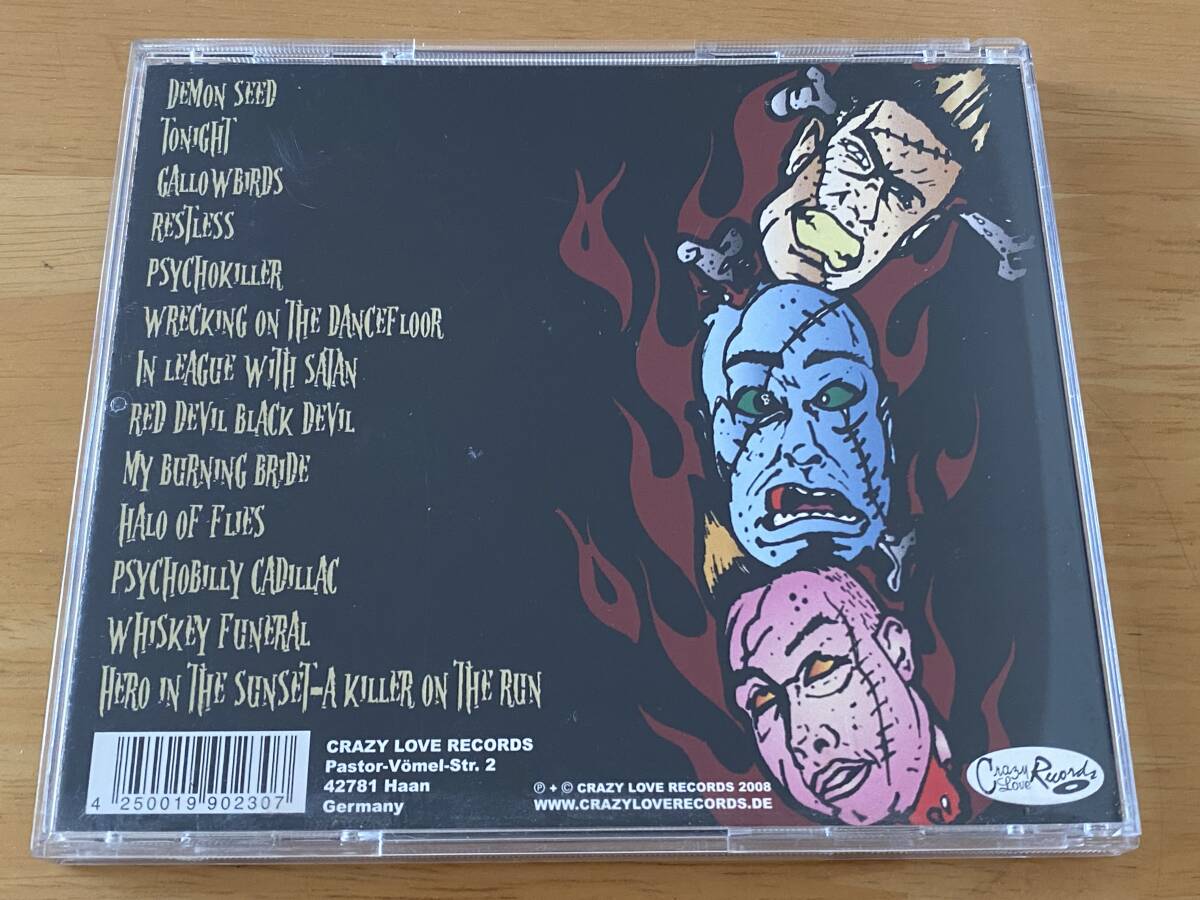 DEMON SEED
TONIGHT
GALLOWBIRDS
RESTLESS
PSYCHOKILLER
WRECKING ON THE DANCEFLOOR
IN LEAGUE WITH SATAN
RED DEVIL BLACK DEVIL
MY BURNING BRIDE
HALO OF FLIES
PSYCHOBILLY CADILLAC
WHISKEY FUNERAL
HERO IN THE SUNSET-A KILLER ON THE RUN
4 250019 902307
CRAZY LOVE RECORDS
Pastor-Vömel-Str. 2
42781 Haan
Germany
℗ + © CRAZY LOVE RECORDS 2008
WWW.CRAZYLOVERECORDS.DE
Crazy Love Records